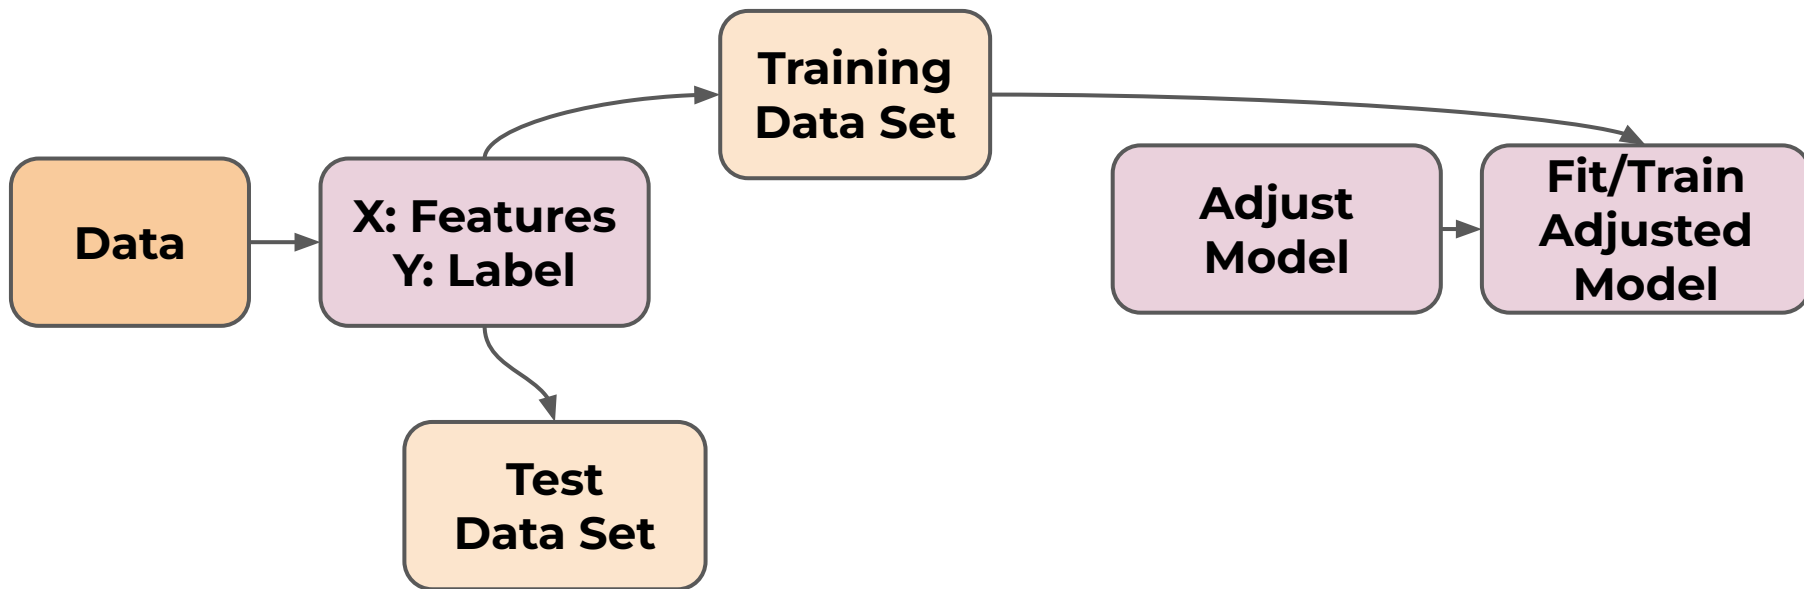 Training
Data Set
Data
X: Features
Y: Label
Adjust
Model
Fit/Train
Adjusted
Model
Test
Data Set